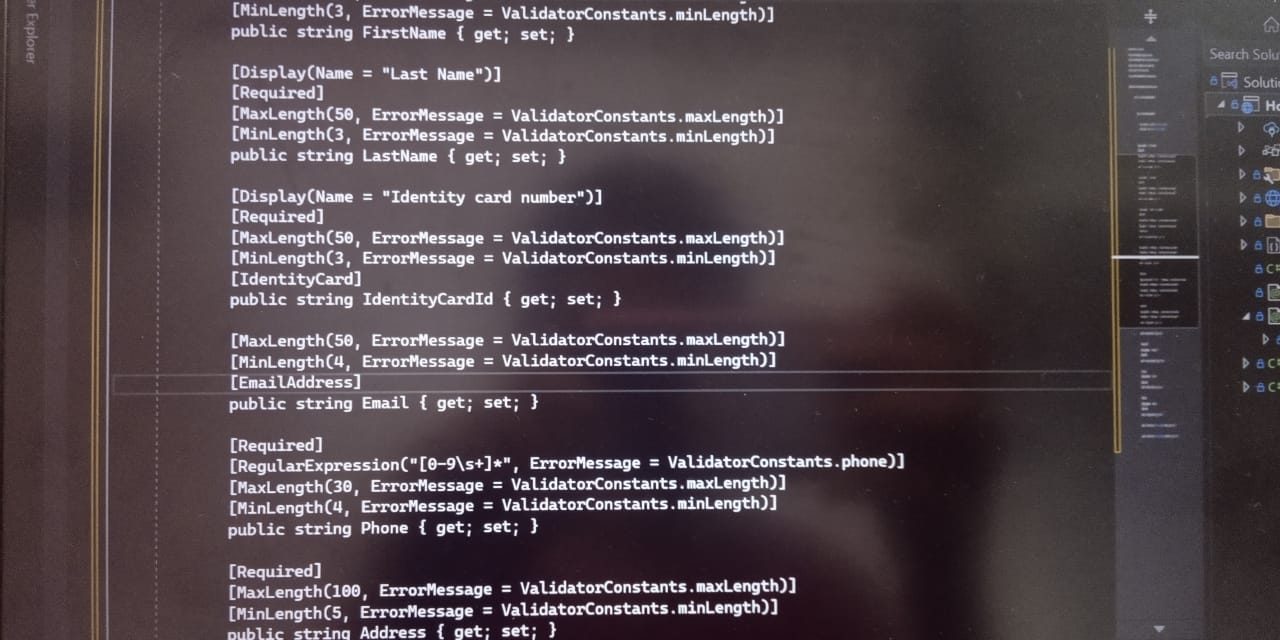 [MinLength(3, ErrorMessage = ValidatorConstants.minLength)]
public string FirstName { get; set; }
[Display(Name = "Last Name")]
[Required]
[MaxLength(50, ErrorMessage = ValidatorConstants.maxLength)]
[MinLength(3, ErrorMessage = ValidatorConstants.minLength)]
public string LastName { get; set; }
[Display(Name = "Identity card number")]
[Required]
[MaxLength(50, ErrorMessage = ValidatorConstants.maxLength)]
[MinLength(3, ErrorMessage = ValidatorConstants.minLength)]
[IdentityCard]
public string IdentityCardId { get; set; }
[MaxLength(50, ErrorMessage = ValidatorConstants.maxLength)]
[MinLength(4, ErrorMessage = ValidatorConstants.minLength)]
[EmailAddress]
public string Email { get; set; }
[Required]
[RegularExpression("[0-9\s+]*", ErrorMessage = ValidatorConstants.phone)]
[MaxLength(30, ErrorMessage = ValidatorConstants.maxLength)]
[MinLength(4, ErrorMessage = ValidatorConstants.minLength)]
public string Phone { get; set; }
[Required]
[MaxLength(100, ErrorMessage = ValidatorConstants.maxLength)]
[MinLength(5, ErrorMessage = ValidatorConstants.minLength)]
public string Address { get; set; }
Explorer
Search Solu
Soluti
Ho